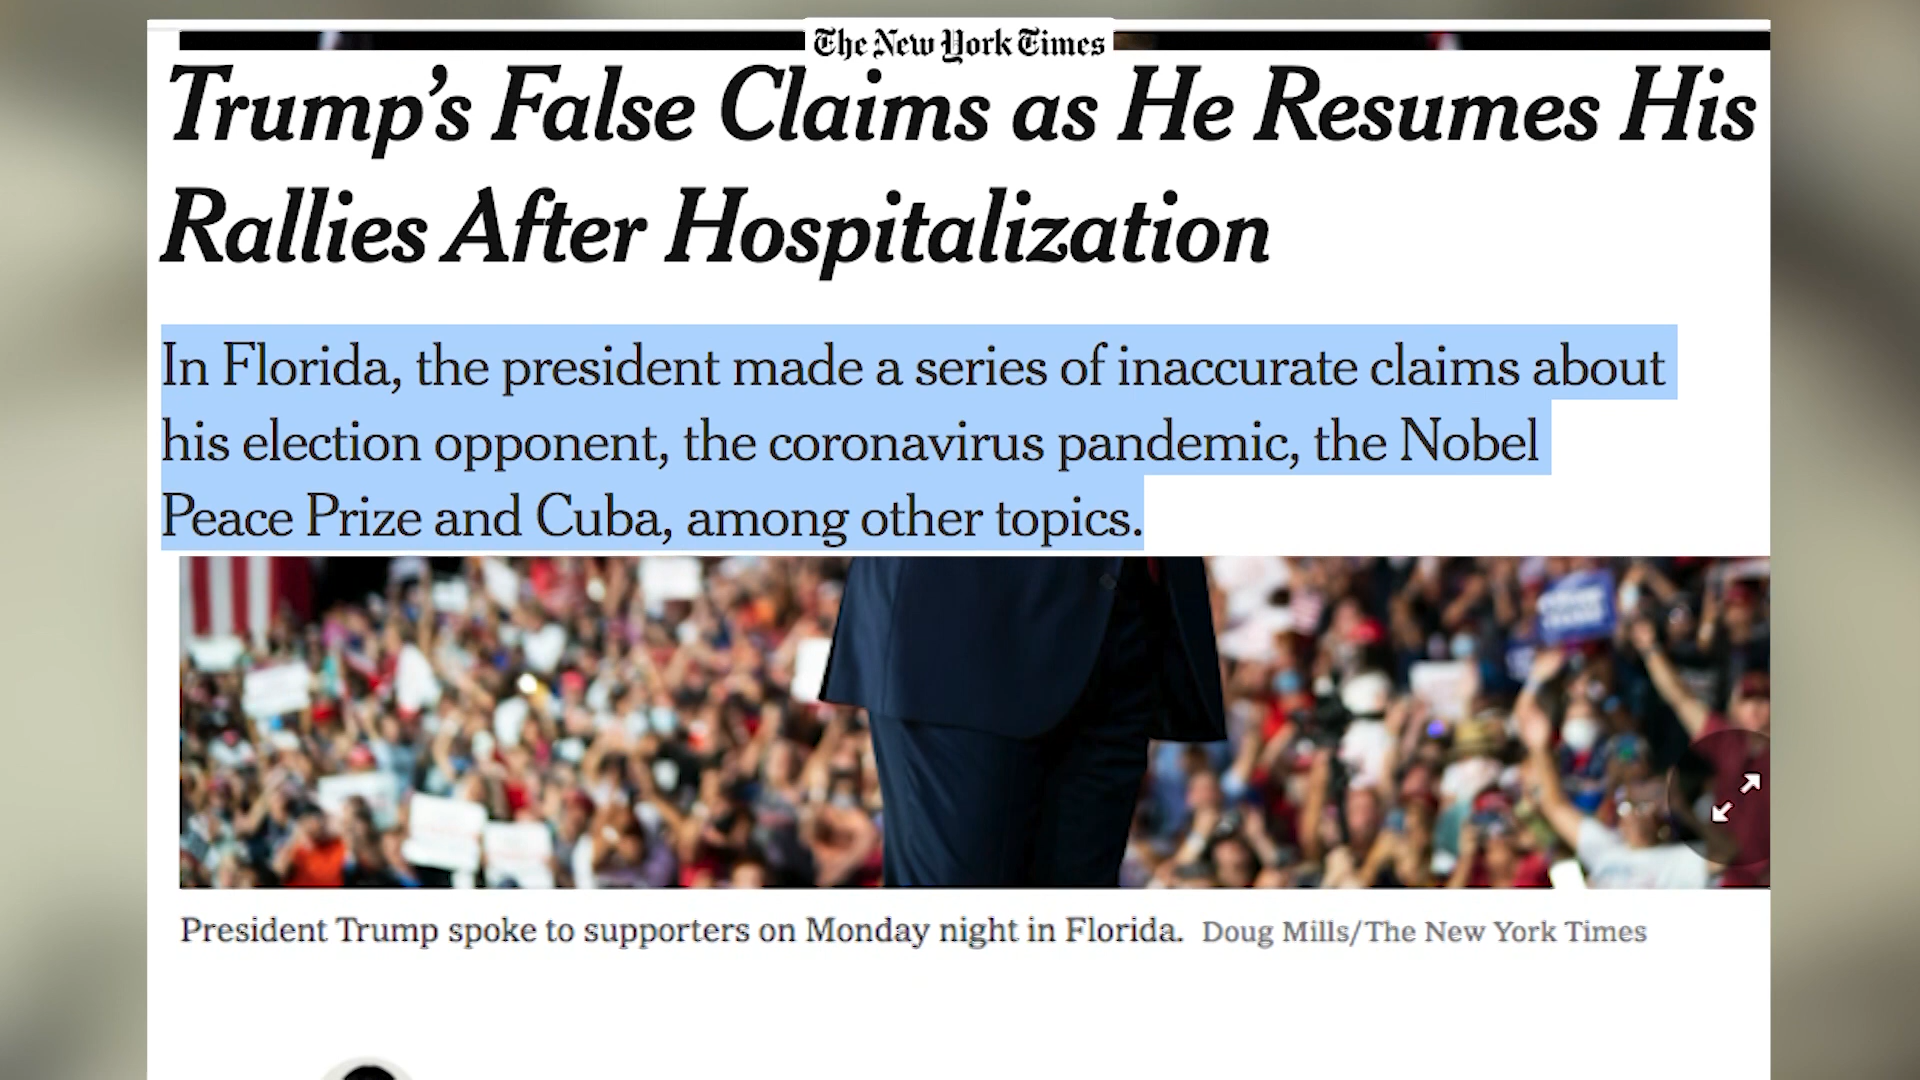 The New York Times
Trump’s False Claims as He Resumes His
Rallies After Hospitalization
In Florida, the president made a series of inaccurate claims about
his election opponent, the coronavirus pandemic, the Nobel
Peace Prize and Cuba, among other topics.
President Trump spoke to supporters on Monday night in Florida. Doug Mills/The New York Times